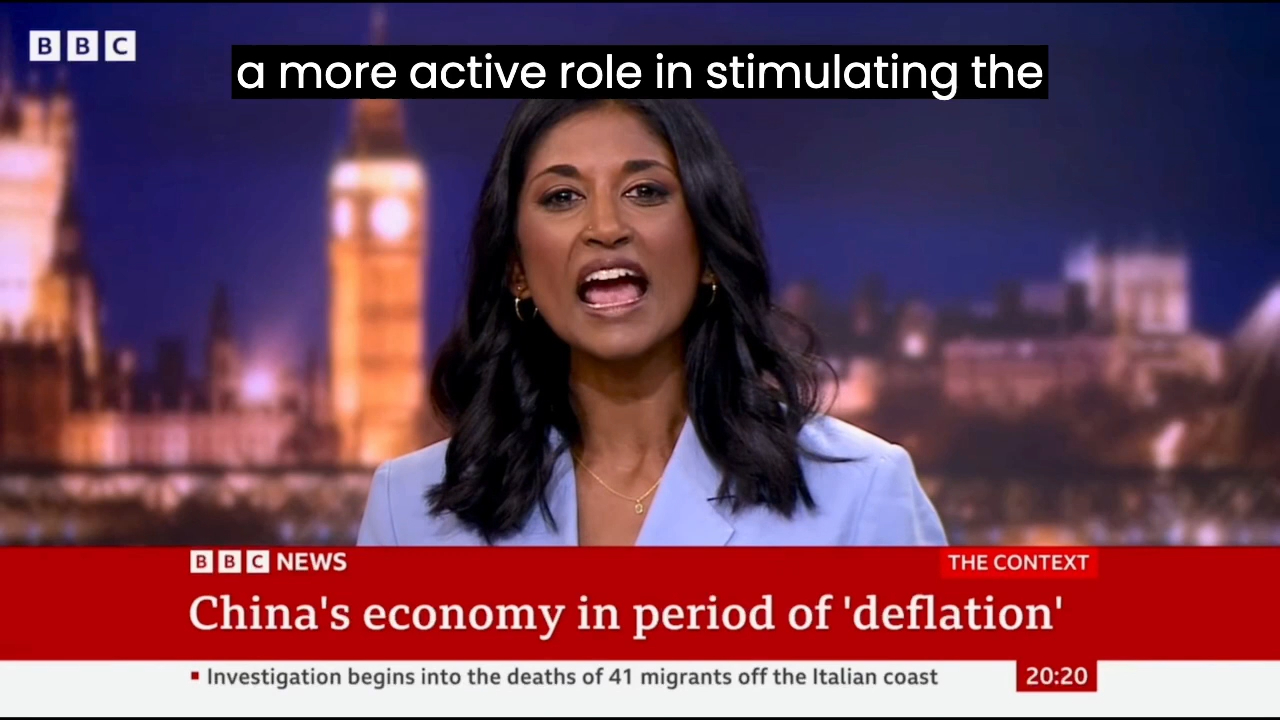 BBC
a more active role in stimulating the
BBC NEWS
THE CONTEXT
China's economy in period of 'deflation'
Investigation begins into the deaths of 41 migrants off the Italian coast
20:20